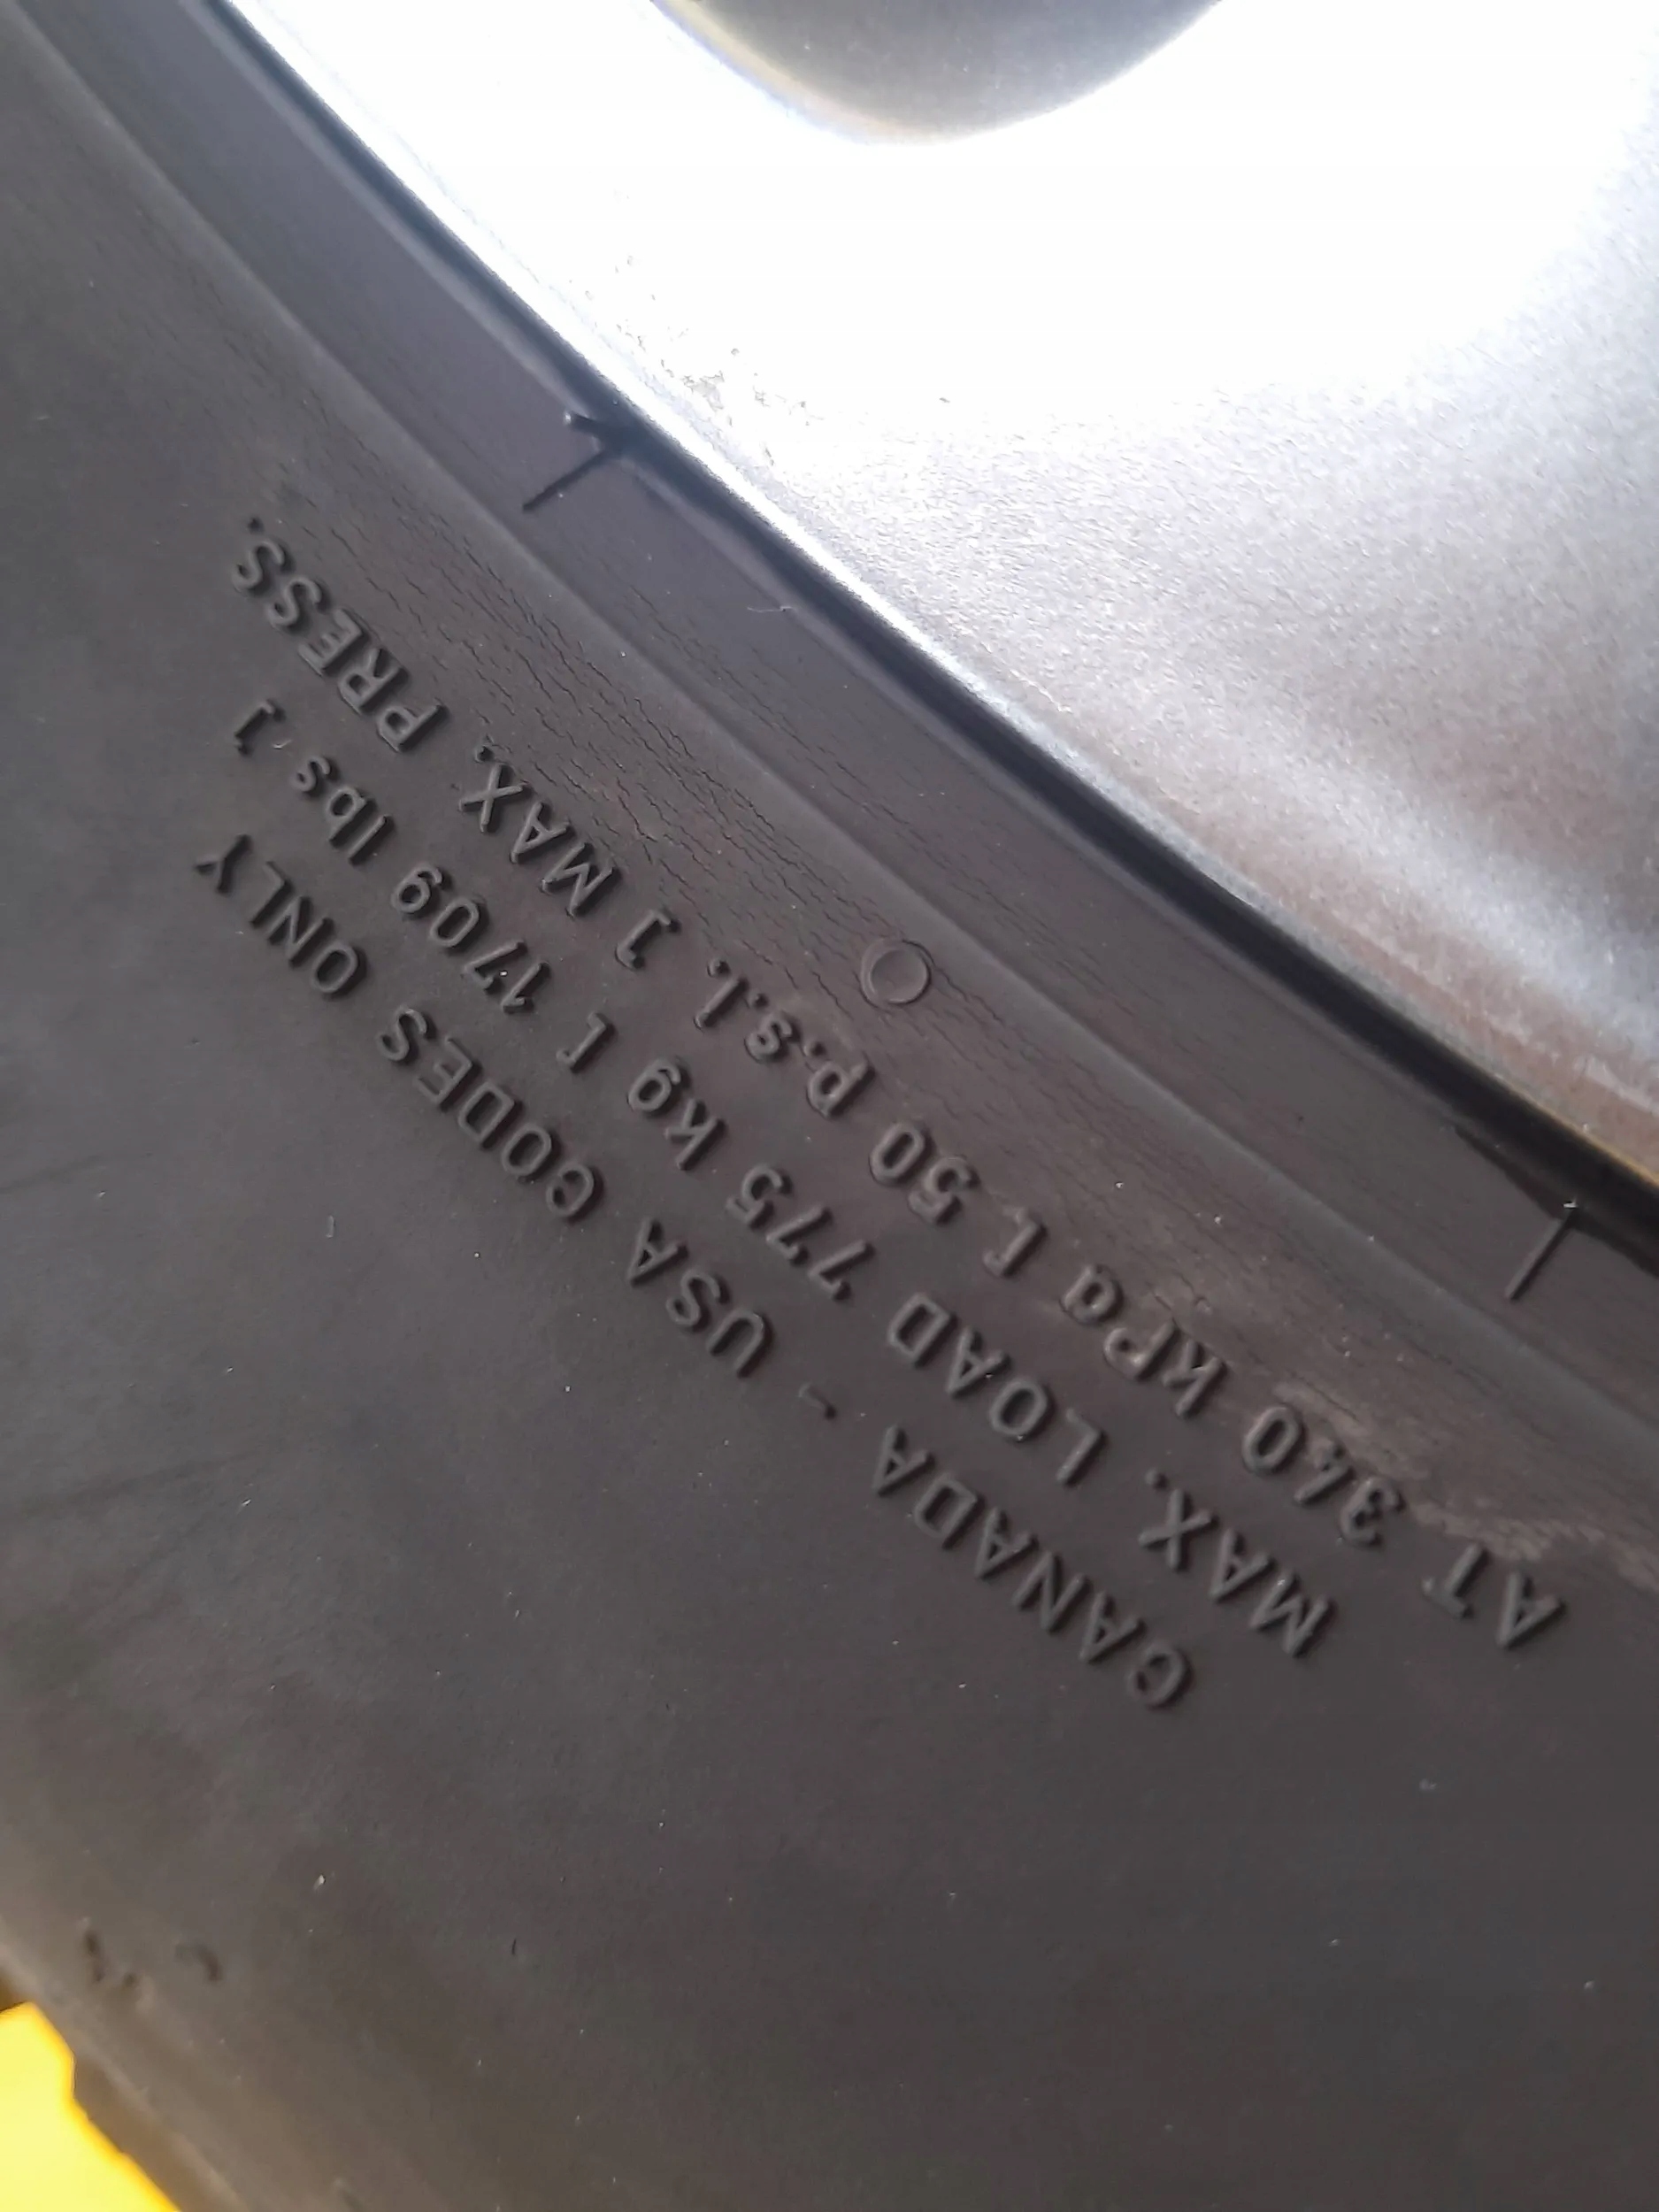 CANADA - USA CODES ONLY
MAX. LOAD 775 kg [ 1709 lbs ]
AT 340 kPa [ 50 p.s.i. ] MAX. PRESS.